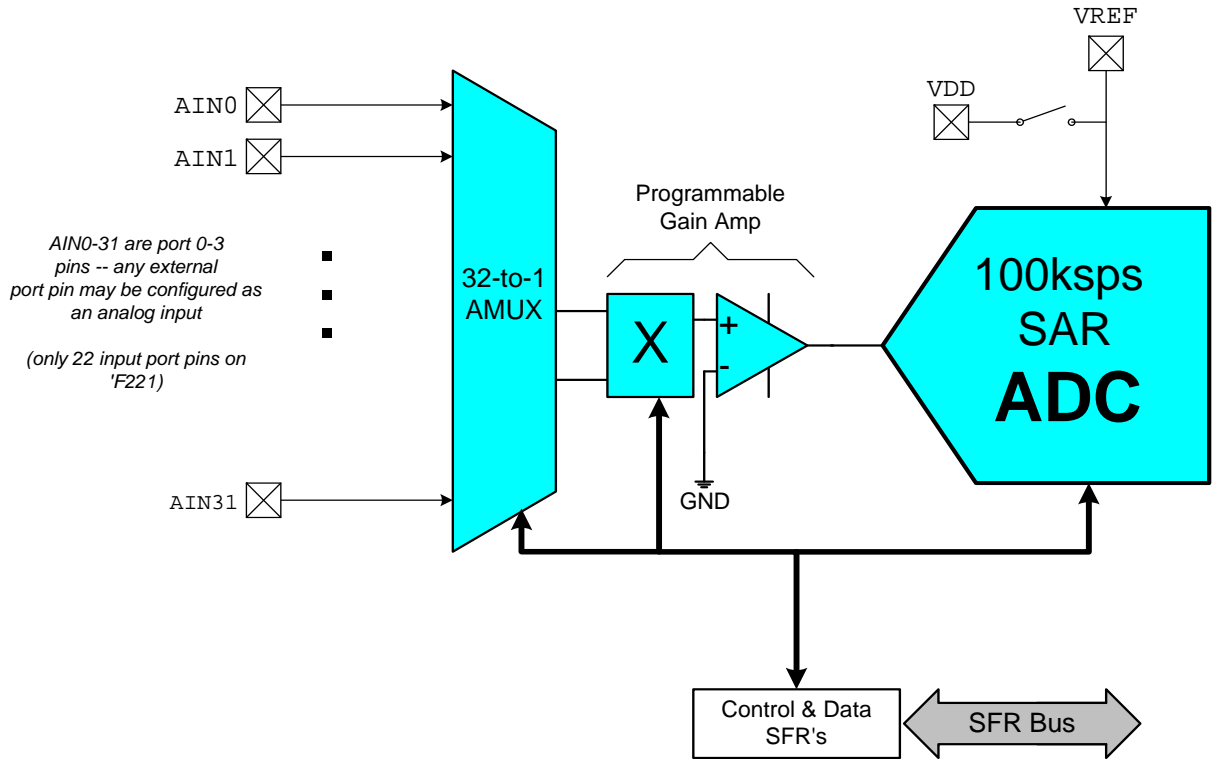 VREF
VDD
AIN0
AIN1
Programmable
Gain Amp
AIN0-31 are port 0-3
pins -- any external
port pin may be configured as
an analog input
(only 22 input port pins on
'F221)
32-to-1
AMUX
X
+
-
100ksps
SAR
ADC
AIN31
GND
Control & Data
SFR's
SFR Bus